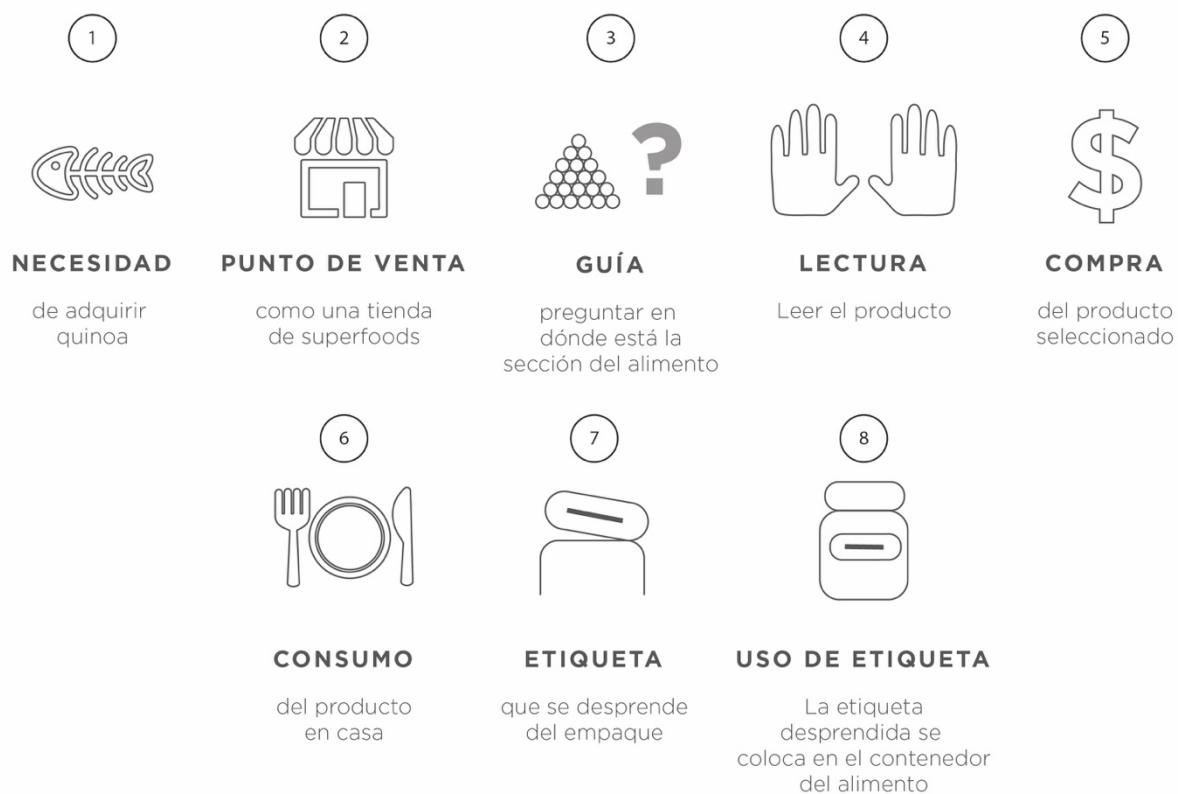 1
2
3
4
5
NECESIDAD
de adquirir
quinoa
PUNTO DE VENTA
como una tienda
de superfoods
?
GUÍA
preguntar en
dónde está la
sección del alimento
LECTURA
Leer el producto
$
COMPRA
del producto
seleccionado
6
7
8
CONSUMO
del producto
en casa
ETIQUETA
que se desprende
del empaque
USO DE ETIQUETA
La etiqueta
desprendida se
coloca en el contenedor
del alimento